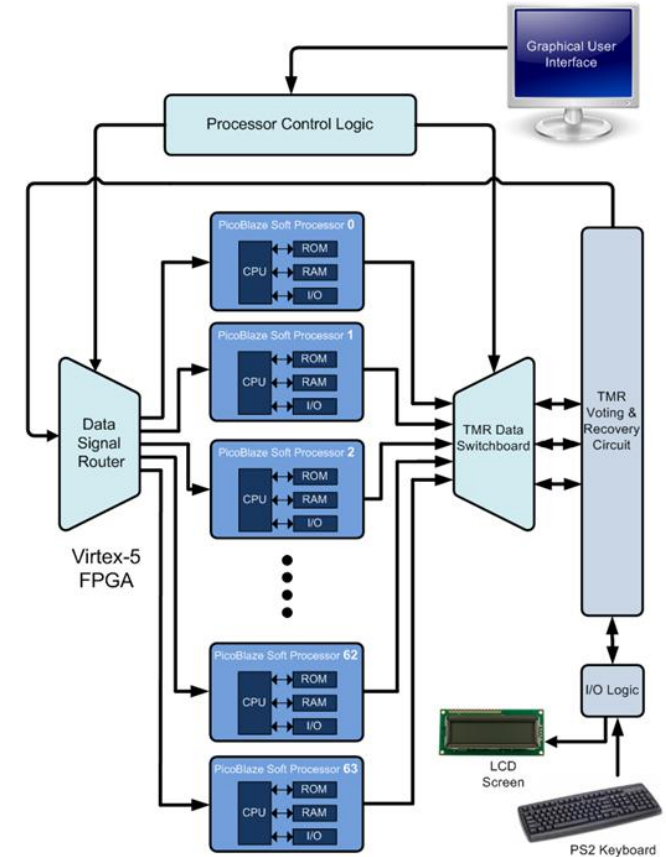 Graphical User
Interface
Processor Control Logic
PicoBlaze Soft Processor 0
CPU
ROM
RAM
I/O
PicoBlaze Soft Processor 1
CPU
ROM
RAM
I/O
Data
Signal
Router
TMR Data
Switchboard
TMR
Voting &
Recovery
Circuit
PicoBlaze Soft Processor 2
CPU
ROM
RAM
I/O
Virtex-5
FPGA
PicoBlaze Soft Processor 62
CPU
ROM
RAM
I/O
I/O Logic
LCD
Screen
PicoBlaze Soft Processor 63
CPU
ROM
RAM
I/O
PS2 Keyboard